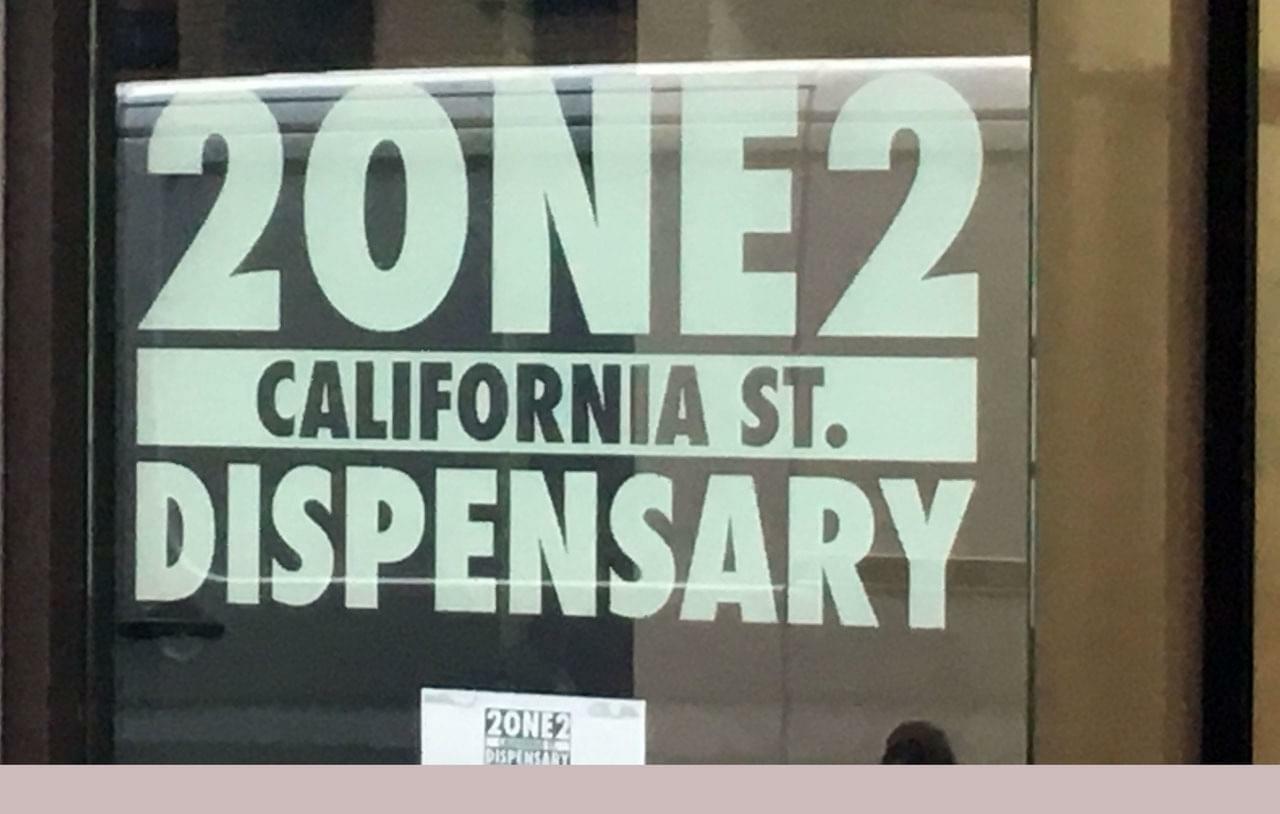 2ONE2
CALIFORNIA ST.
DISPENSARY
2ONE2
DISPENSARY